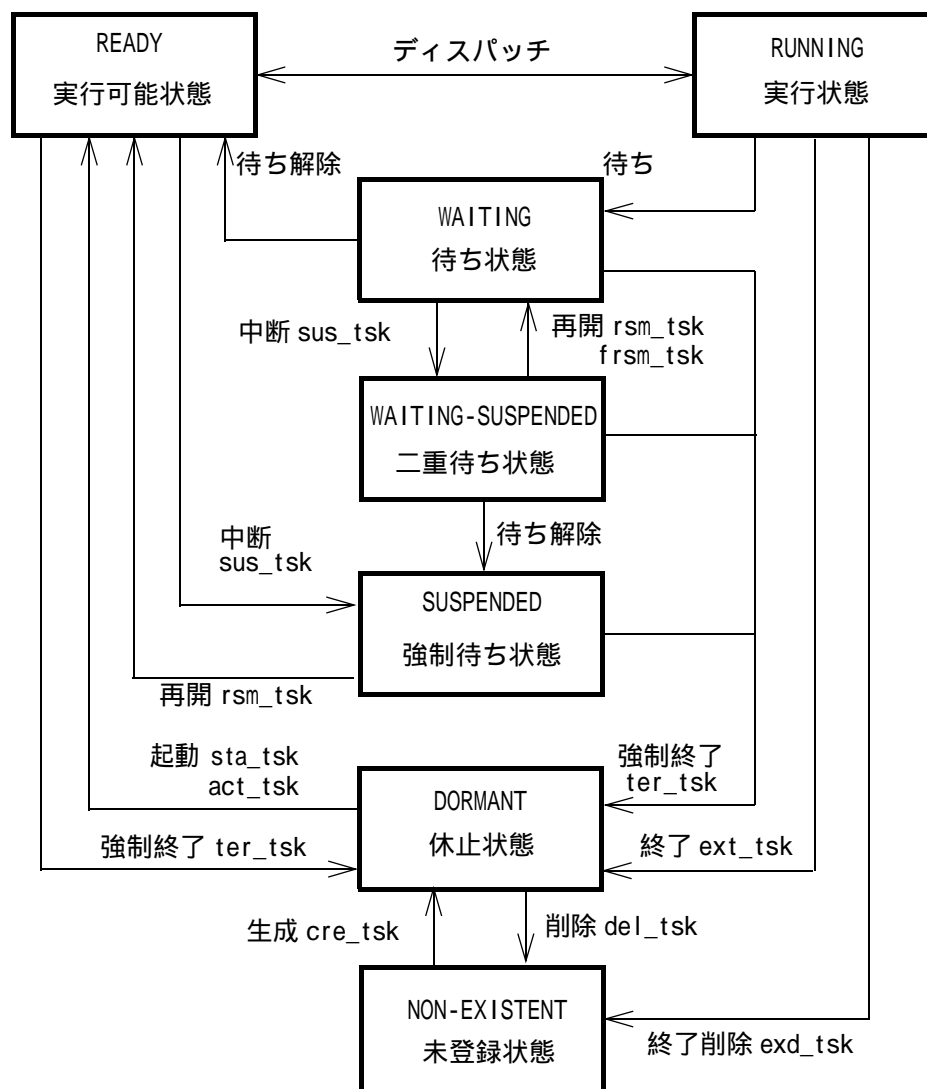 READY
実行可能状態
ディスパッチ
RUNNING
実行状態
待ち解除
待ち
WAITING
待ち状態
中断 sus_tsk
再開 rsm_tsk
frsm_tsk
WAITING-SUSPENDED
二重待ち状態
中断
sus_tsk
待ち解除
SUSPENDED
強制待ち状態
再開 rsm_tsk
起動 sta_tsk
act_tsk
強制終了
ter_tsk
DORMANT
休止状態
強制終了 ter_tsk
終了 ext_tsk
生成 cre_tsk
削除 del_tsk
NON-EXISTENT
未登録状態
終了削除 exd_tsk